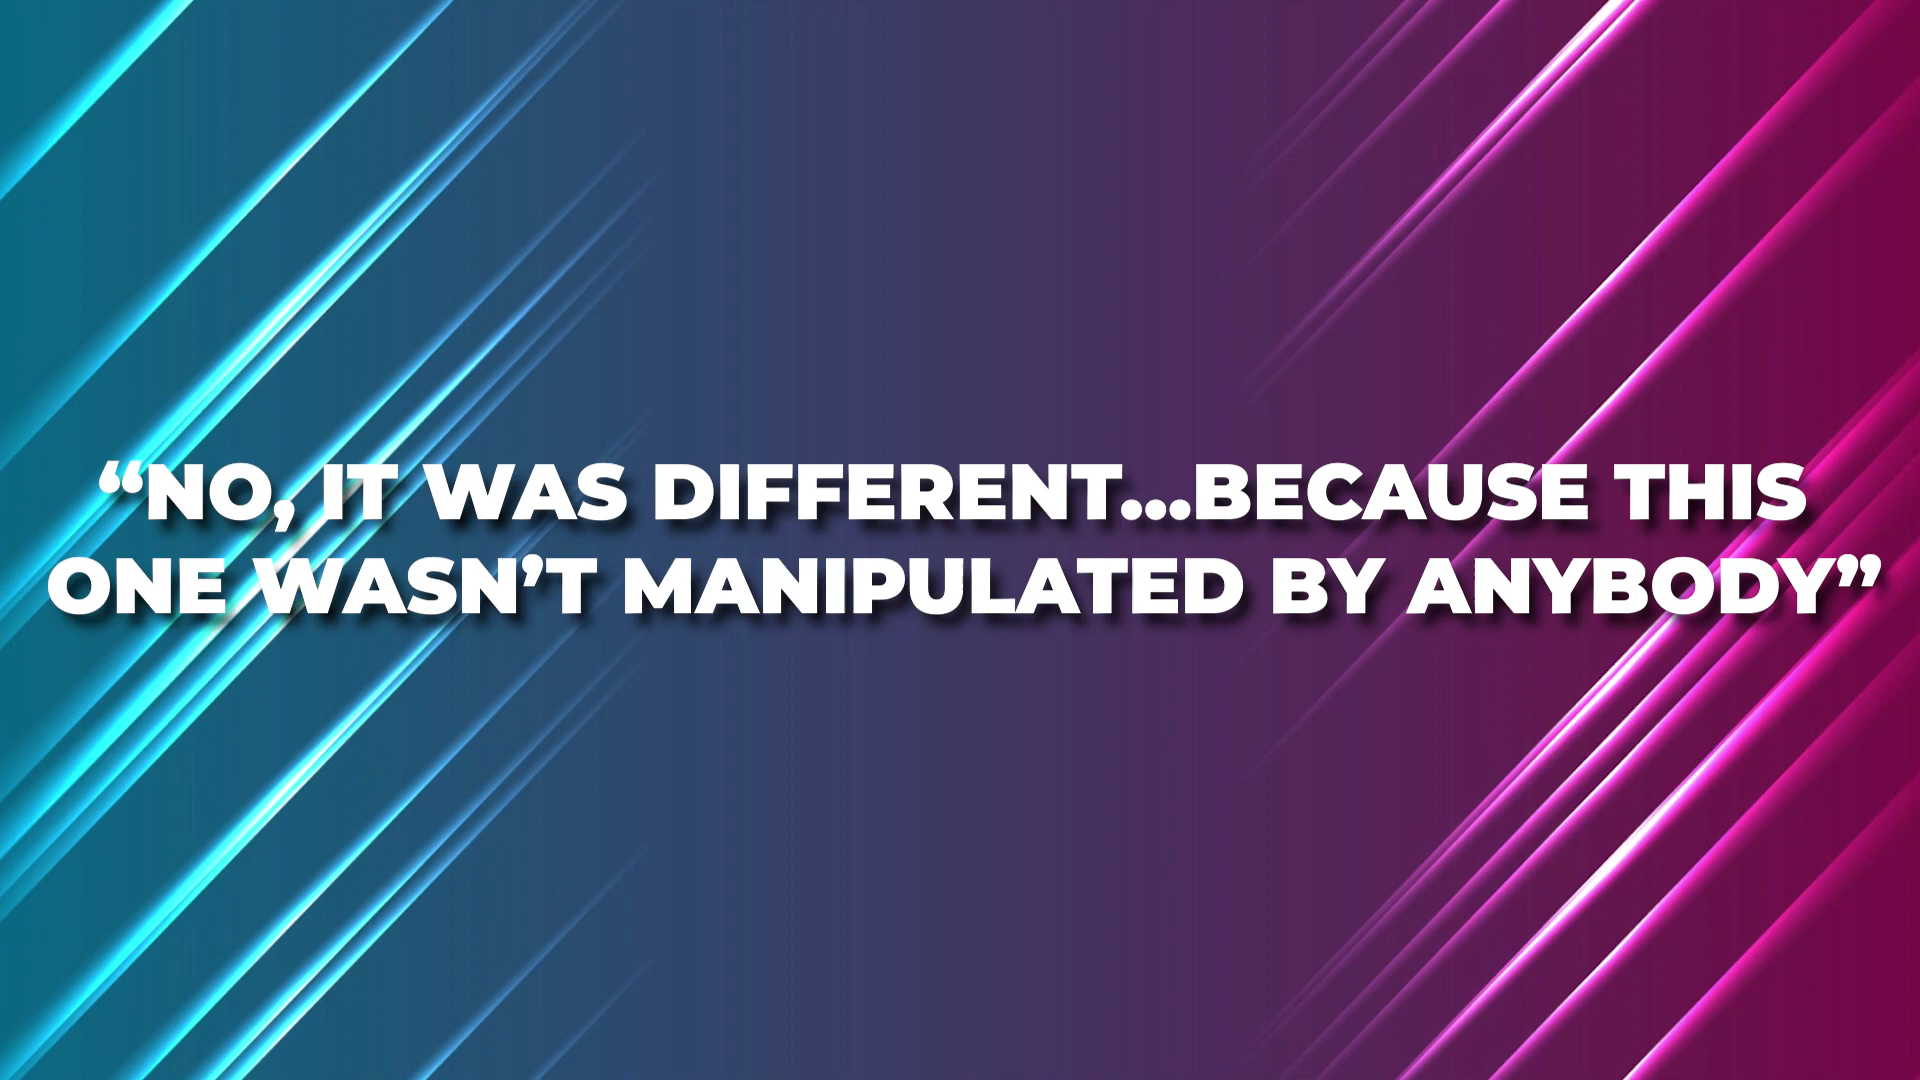 “NO, IT WAS DIFFERENT...BECAUSE THIS
ONE WASN’T MANIPULATED BY ANYBODY”